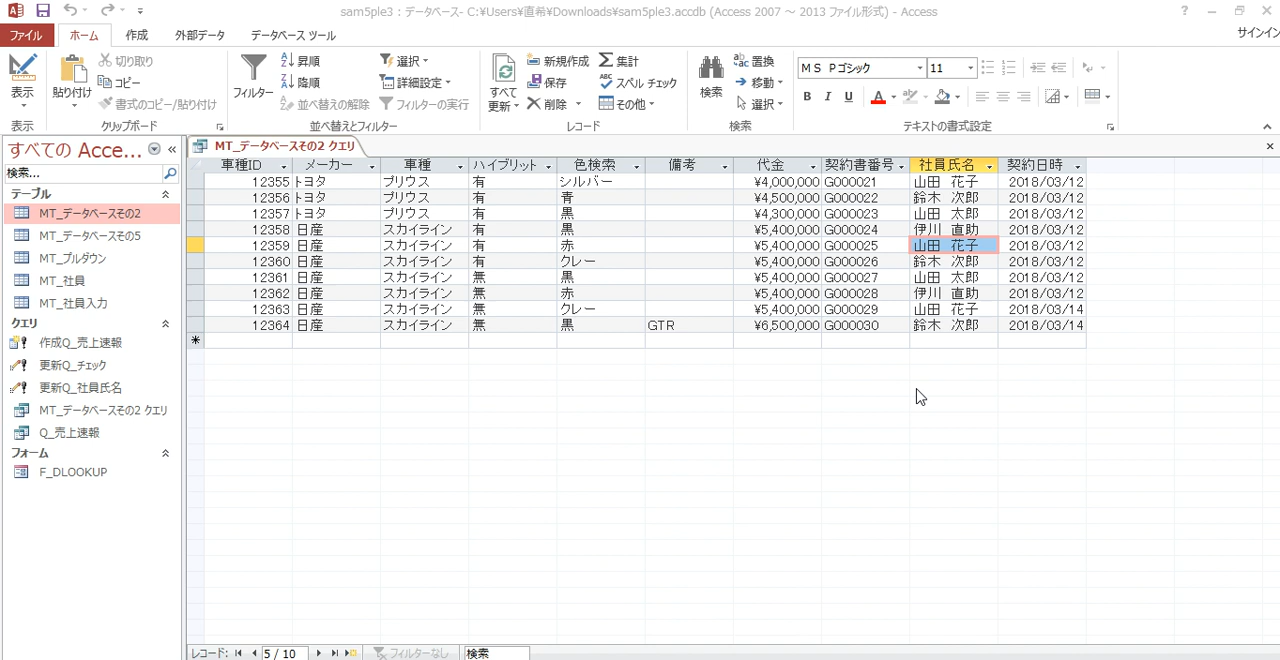 sam5ple3 : データベース- C:¥Users¥直希¥Downloads¥sam5ple3.accdb (Access 2007 ～ 2013 ファイル形式) - Access
ファイル ホーム 作成 外部データ データベース ツール サインイン
表示 貼り付け 切り取り コピー 書式のコピー/貼り付け
フィルター 昇順 降順 並べ替えの解除 選択 詳細設定 フィルターの実行
すべて更新 新規作成 保存 削除 集計 スペル チェック その他
検索 置換 移動 選択
ＭＳ Ｐゴシック 11
B I U A
表示 クリップボード 並べ替えとフィルター レコード 検索 テキストの書式設定
すべての Acce...
検索...
テーブル
MT_データベースその2
MT_データベースその5
MT_プルダウン
MT_社員
MT_社員入力
クエリ
作成Q_売上速報
更新Q_チェック
更新Q_社員氏名
MT_データベースその2 クエリ
Q_売上速報
フォーム
F_DLOOKUP
MT_データベースその2 クエリ
車種ID メーカー 車種 ハイブリット 色検索 備考 代金 契約書番号 社員氏名 契約日時
12355 トヨタ プリウス 有 シルバー ¥4,000,000 G000021 山田 花子 2018/03/12
12356 トヨタ プリウス 有 青 ¥4,500,000 G000022 鈴木 次郎 2018/03/12
12357 トヨタ プリウス 有 黒 ¥4,300,000 G000023 山田 太郎 2018/03/12
12358 日産 スカイライン 有 黒 ¥5,400,000 G000024 伊川 直助 2018/03/12
12359 日産 スカイライン 有 赤 ¥5,400,000 G000025 山田 花子 2018/03/12
12360 日産 スカイライン 有 クレー ¥5,400,000 G000026 鈴木 次郎 2018/03/12
12361 日産 スカイライン 無 黒 ¥5,400,000 G000027 山田 太郎 2018/03/12
12362 日産 スカイライン 無 赤 ¥5,400,000 G000028 伊川 直助 2018/03/12
12363 日産 スカイライン 無 クレー ¥5,400,000 G000029 山田 花子 2018/03/14
12364 日産 スカイライン 無 黒 GTR ¥6,500,000 G000030 鈴木 次郎 2018/03/14
レコード: 5 / 10 フィルターなし 検索